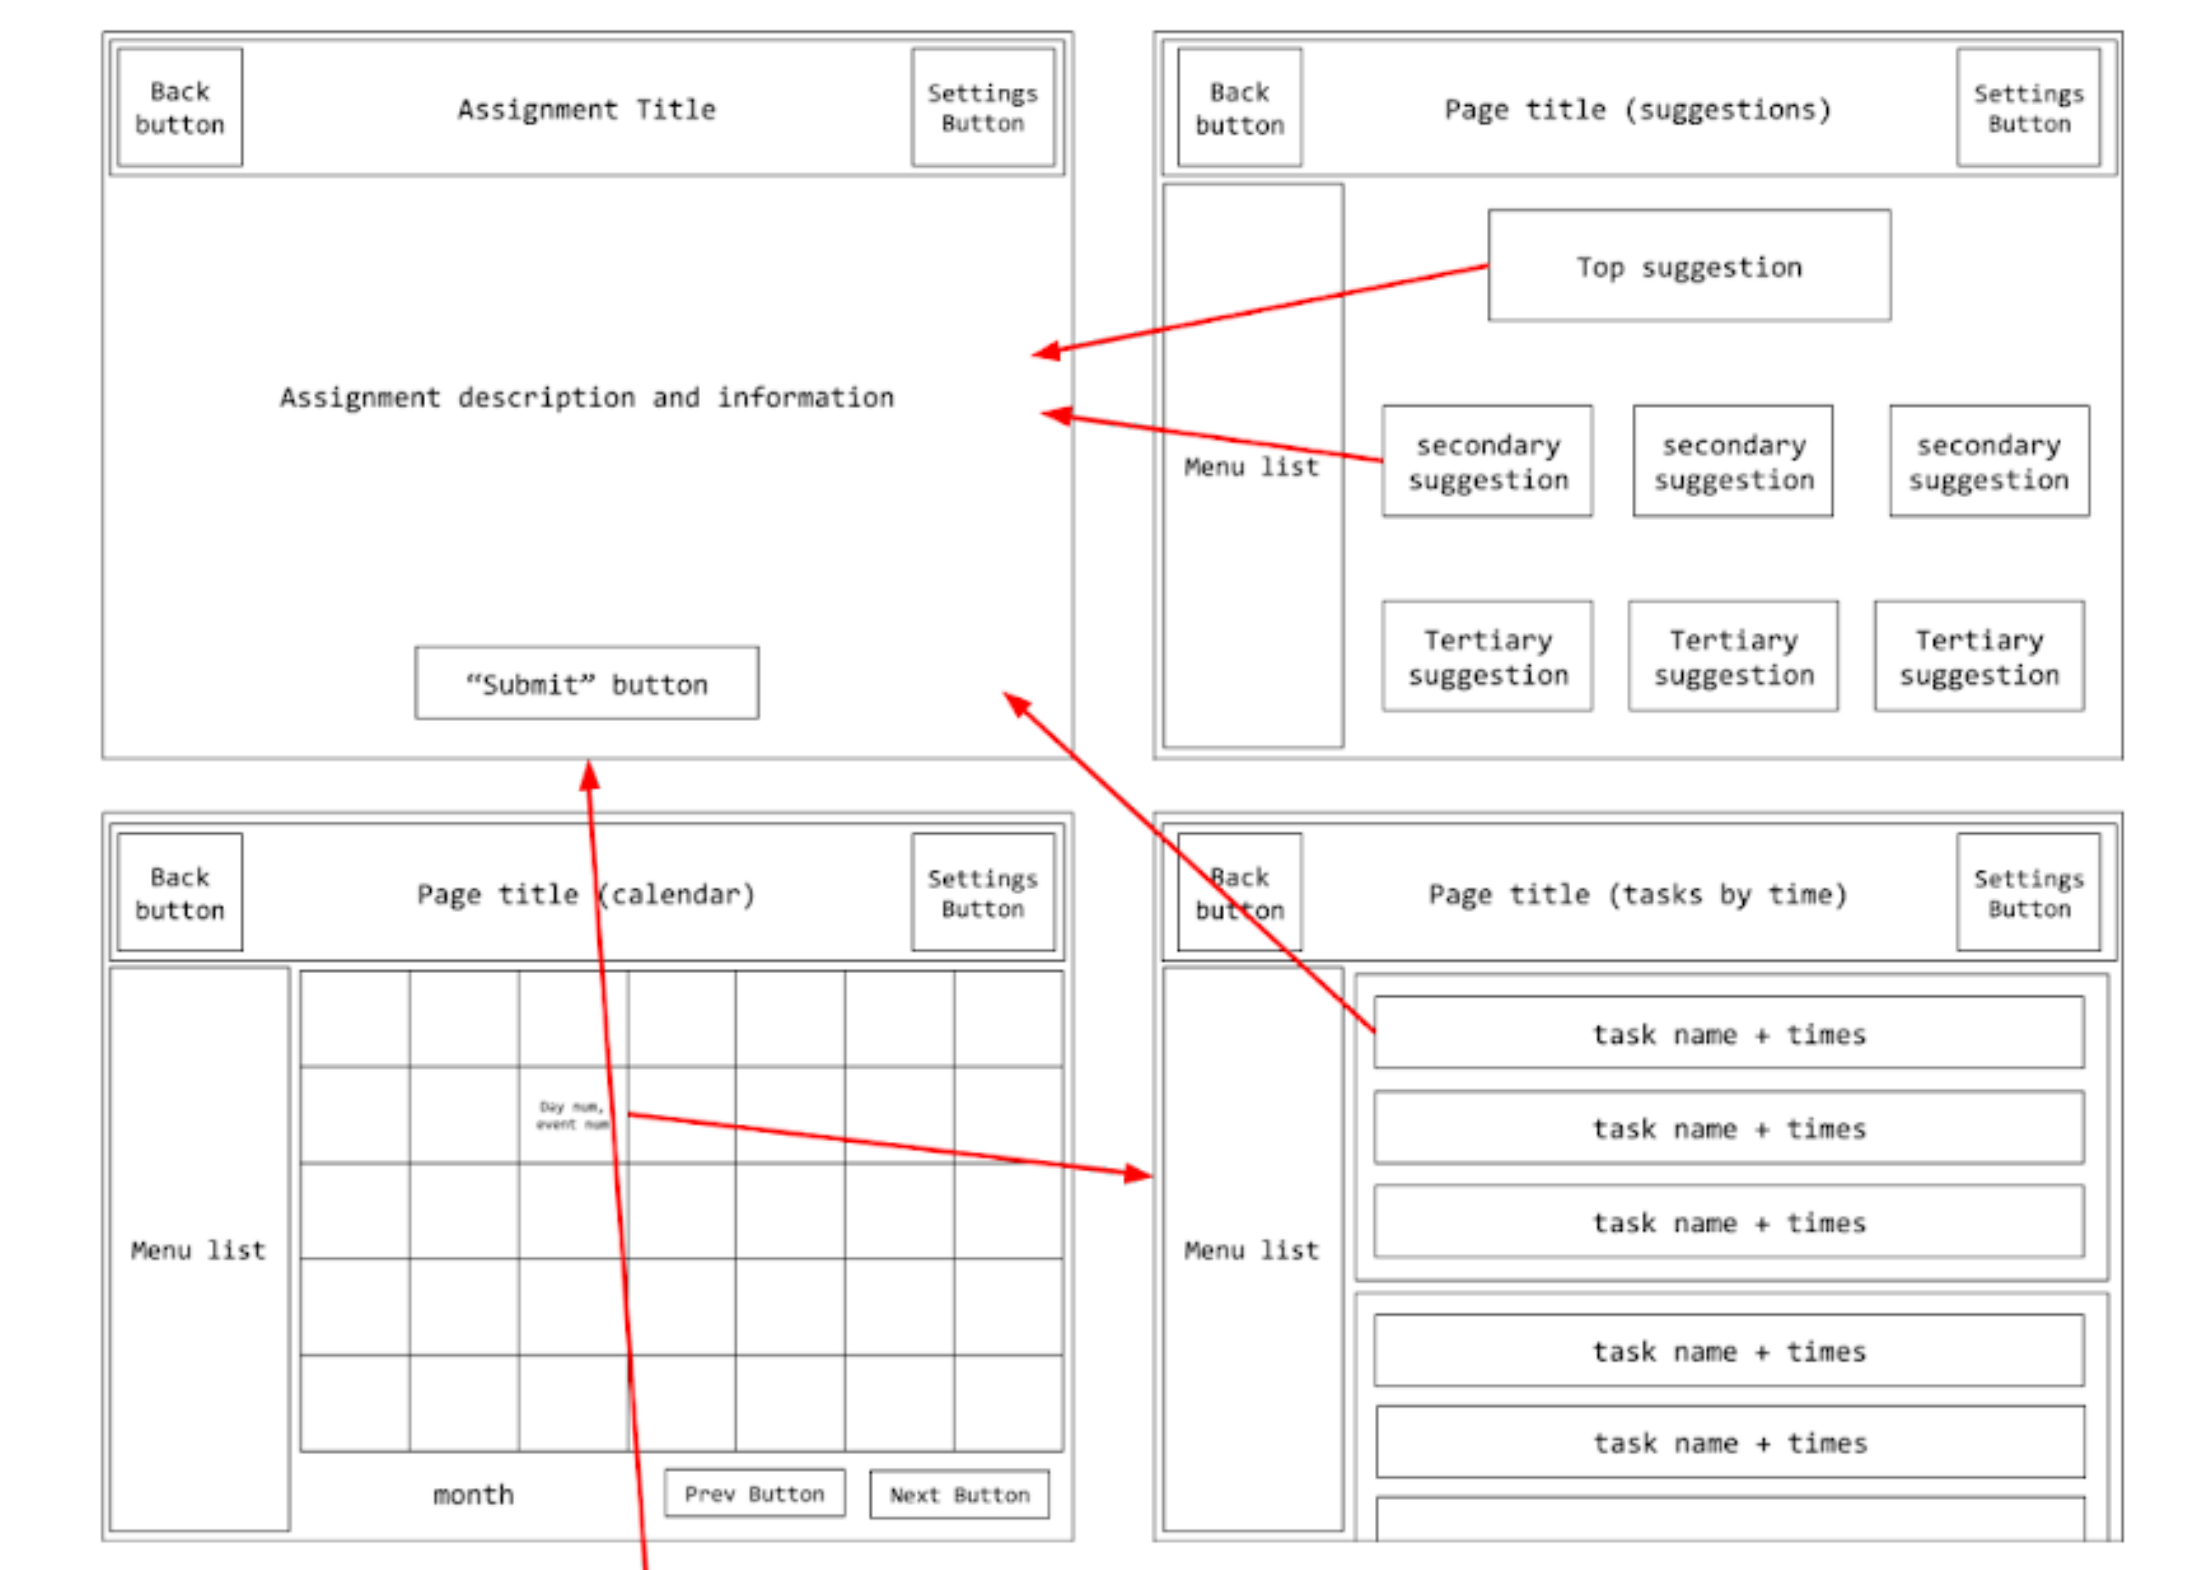 Back
button
Assignment Title
Settings
Button
Assignment description and information
“Submit” button
Back
button
Page title (suggestions)
Settings
Button
Menu list
Top suggestion
secondary
suggestion
secondary
suggestion
secondary
suggestion
Tertiary
suggestion
Tertiary
suggestion
Tertiary
suggestion
Back
button
Page title (calendar)
Settings
Button
Menu list
Day num,
event num
month
Prev Button
Next Button
Back
button
Page title (tasks by time)
Settings
Button
Menu list
task name + times
task name + times
task name + times
task name + times
task name + times